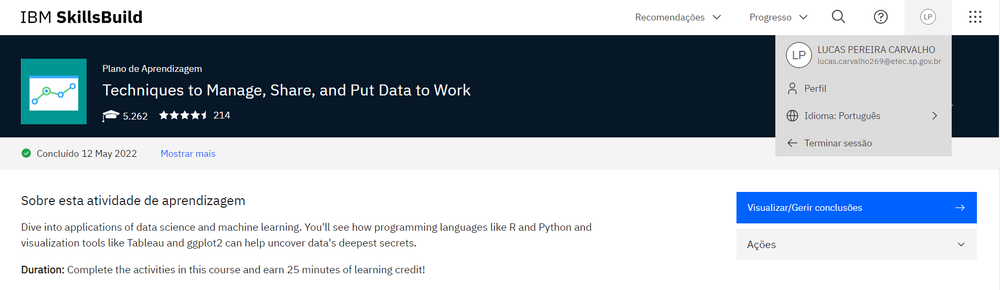 IBM SkillsBuild
Recomendações
Progresso
LP
LP
LUCAS PEREIRA CARVALHO
lucas.carvalho269@etec.sp.gov.br
Perfil
Idioma: Português
Terminar sessão
Plano de Aprendizagem
Techniques to Manage, Share, and Put Data to Work
5.262
214
Concluído 12 May 2022
Mostrar mais
Sobre esta atividade de aprendizagem
Dive into applications of data science and machine learning. You'll see how programming languages like R and Python and
visualization tools like Tableau and ggplot2 can help uncover data's deepest secrets.
Duration: Complete the activities in this course and earn 25 minutes of learning credit!
Visualizar/Gerir conclusões
Ações